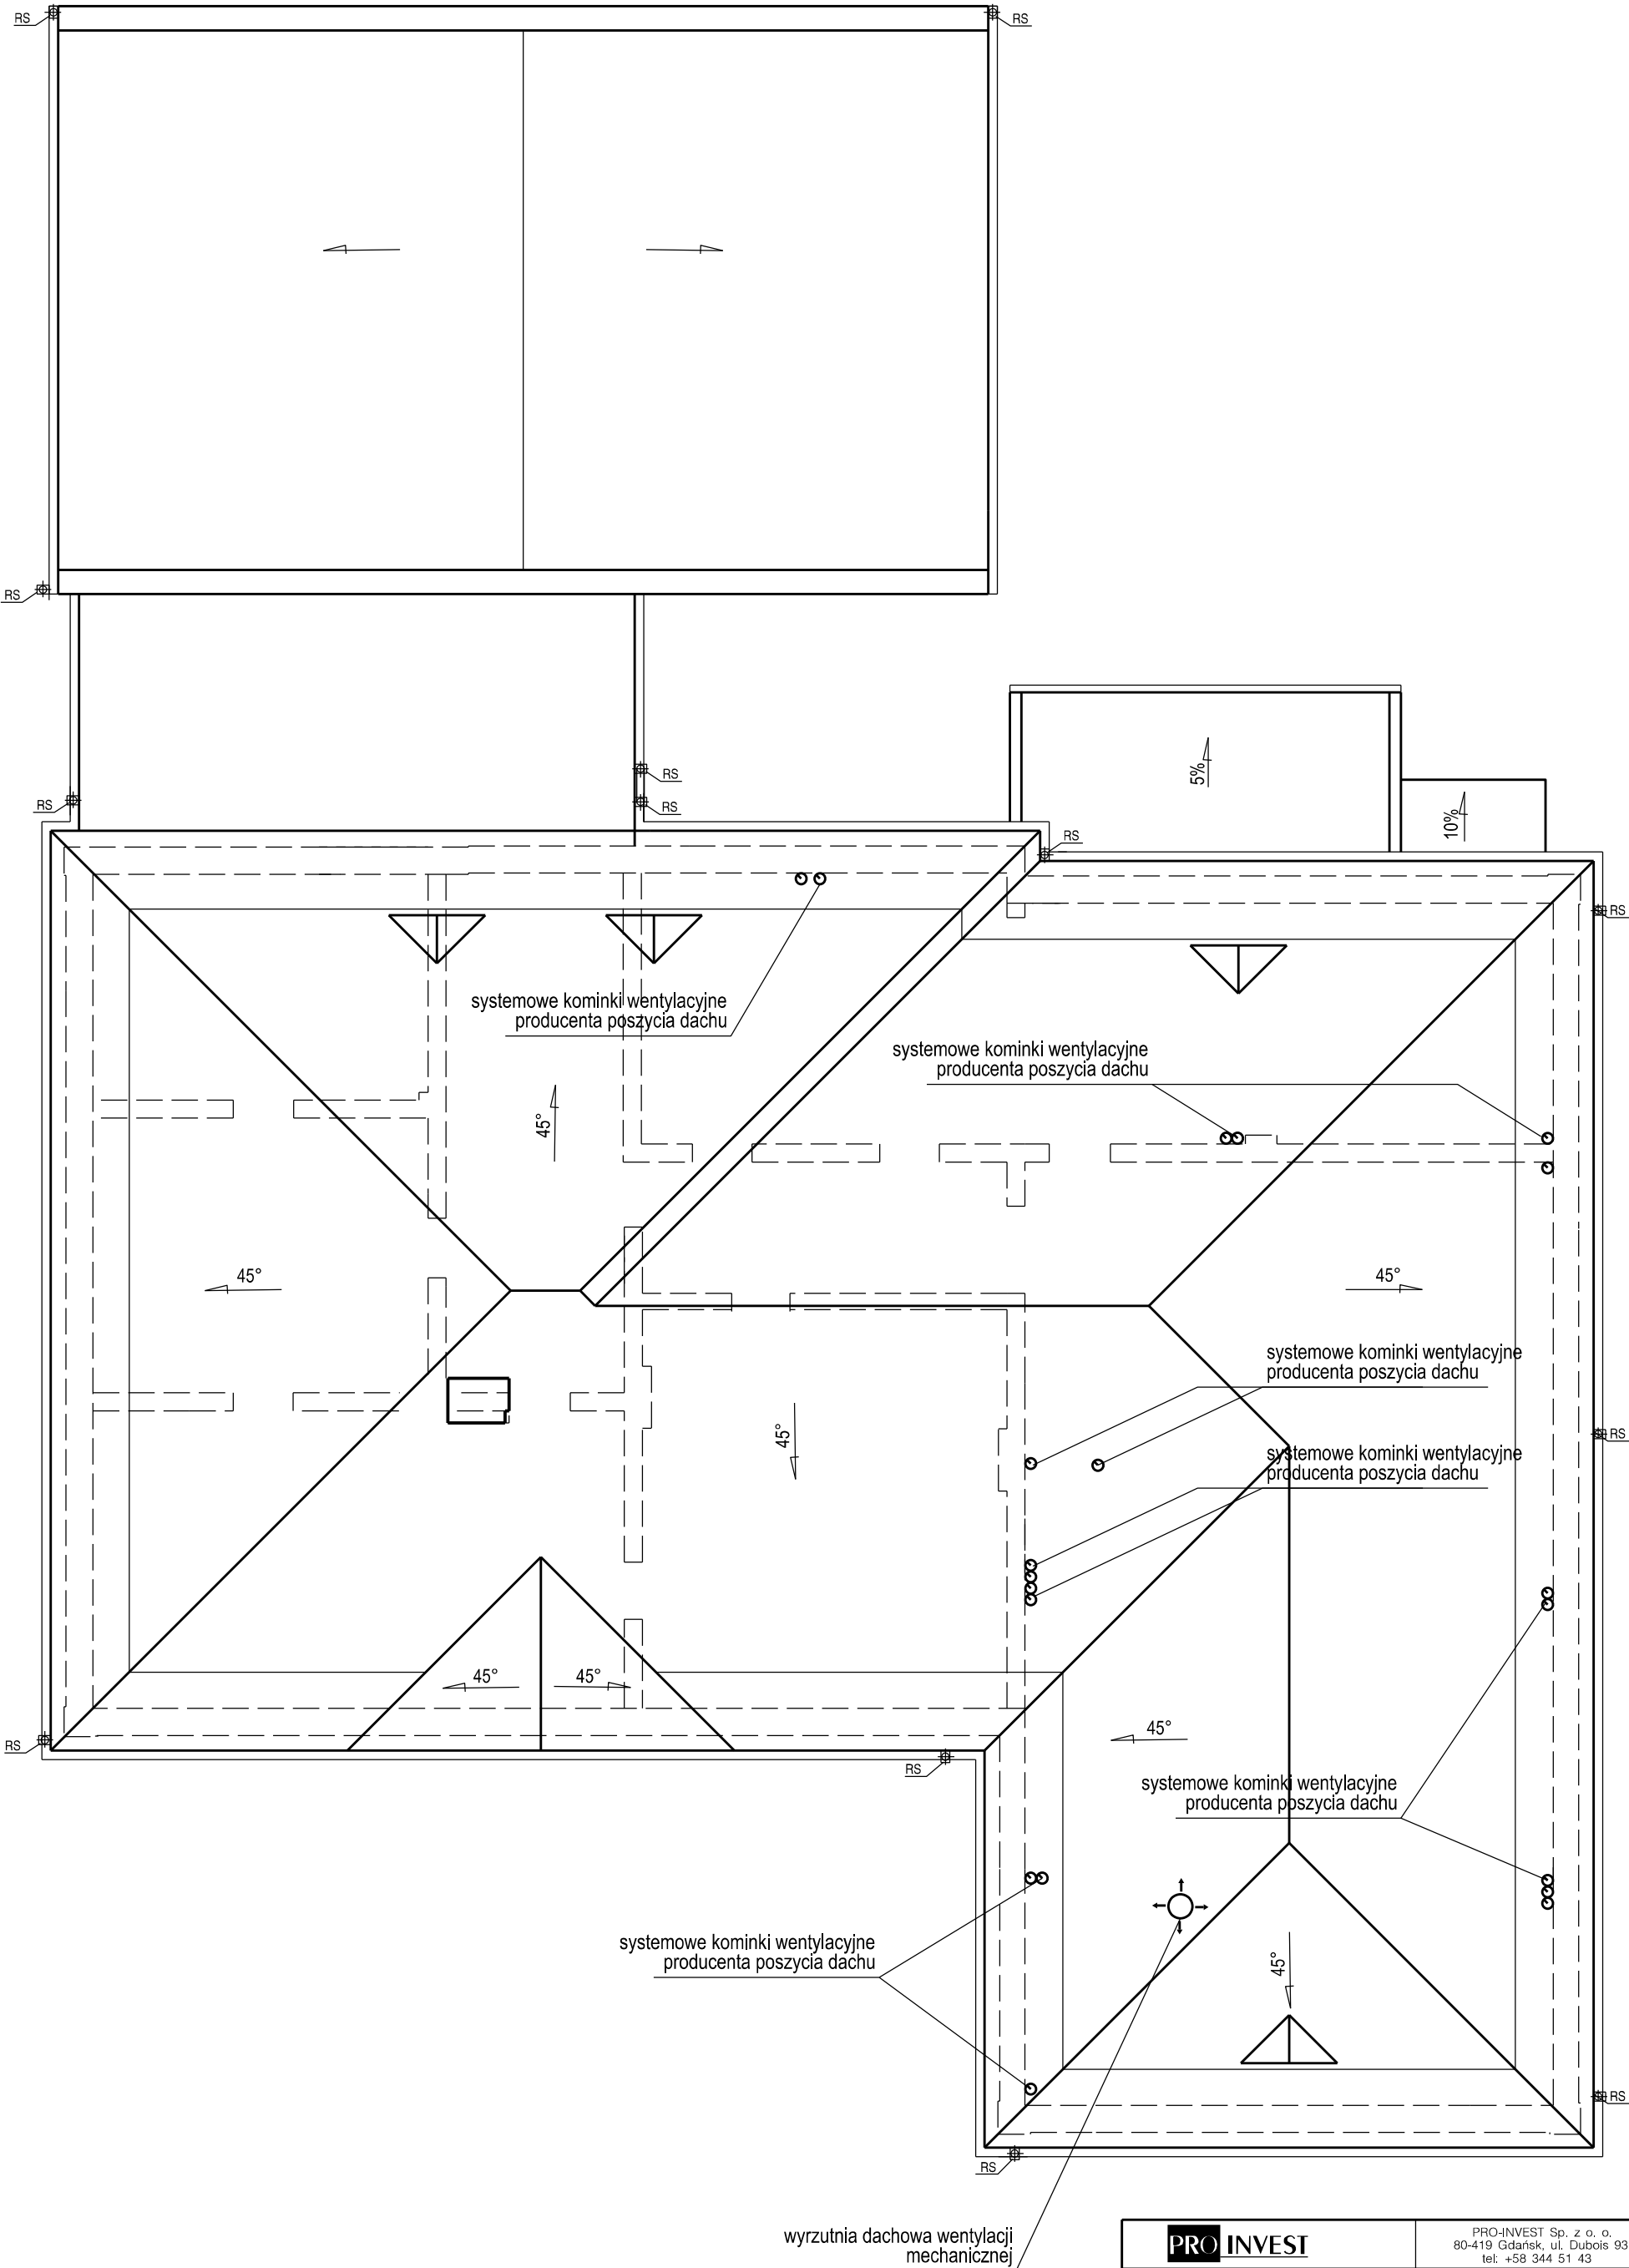 RS
RS
RS
RS
RS
RS
5%
10%
RS
RS
systemowe kominki wentylacyjne
producenta poszycia dachu
systemowe kominki wentylacyjne
producenta poszycia dachu
45°
45°
45°
systemowe kominki wentylacyjne
producenta poszycia dachu
45°
RS
systemowe kominki wentylacyjne
producenta poszycia dachu
45°
45°
45°
RS
RS
systemowe kominki wentylacyjne
producenta poszycia dachu
systemowe kominki wentylacyjne
producenta poszycia dachu
45°
RS
RS
wyrzutnia dachowa wentylacji
mechanicznej
PRO INVEST
PRO-INVEST Sp. z o. o.
80-419 Gdańsk, ul. Dubois 93
tel: +58 344 51 43